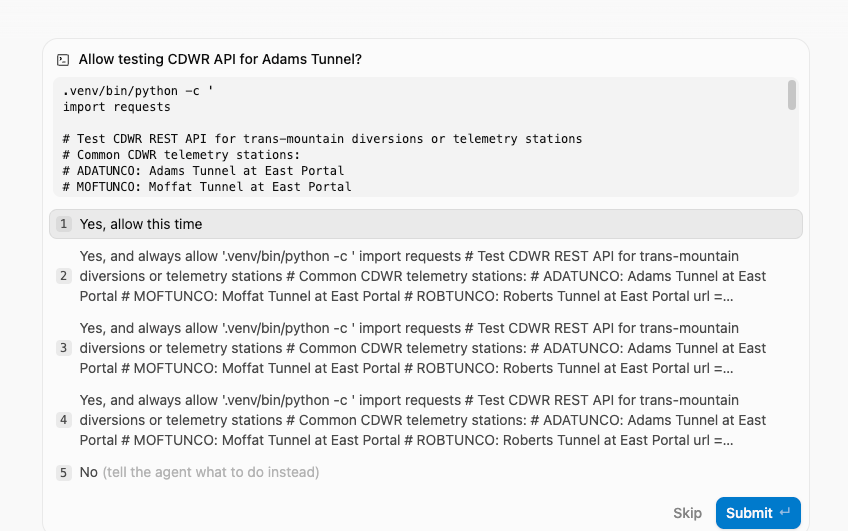 Allow testing CDWR API for Adams Tunnel?
.venv/bin/python -c '
import requests
# Test CDWR REST API for trans-mountain diversions or telemetry stations
# Common CDWR telemetry stations:
# ADATUNCO: Adams Tunnel at East Portal
# MOFTUNCO: Moffat Tunnel at East Portal
1 Yes, allow this time
Yes, and always allow '.venv/bin/python -c ' import requests # Test CDWR REST API for trans-mountain
2 diversions or telemetry stations # Common CDWR telemetry stations: # ADATUNCO: Adams Tunnel at East
Portal # MOFTUNCO: Moffat Tunnel at East Portal # ROBTUNCO: Roberts Tunnel at East Portal url =...
Yes, and always allow '.venv/bin/python -c ' import requests # Test CDWR REST API for trans-mountain
3 diversions or telemetry stations # Common CDWR telemetry stations: # ADATUNCO: Adams Tunnel at East
Portal # MOFTUNCO: Moffat Tunnel at East Portal # ROBTUNCO: Roberts Tunnel at East Portal url =...
Yes, and always allow '.venv/bin/python -c ' import requests # Test CDWR REST API for trans-mountain
4 diversions or telemetry stations # Common CDWR telemetry stations: # ADATUNCO: Adams Tunnel at East
Portal # MOFTUNCO: Moffat Tunnel at East Portal # ROBTUNCO: Roberts Tunnel at East Portal url =...
5 No (tell the agent what to do instead)
Skip Submit